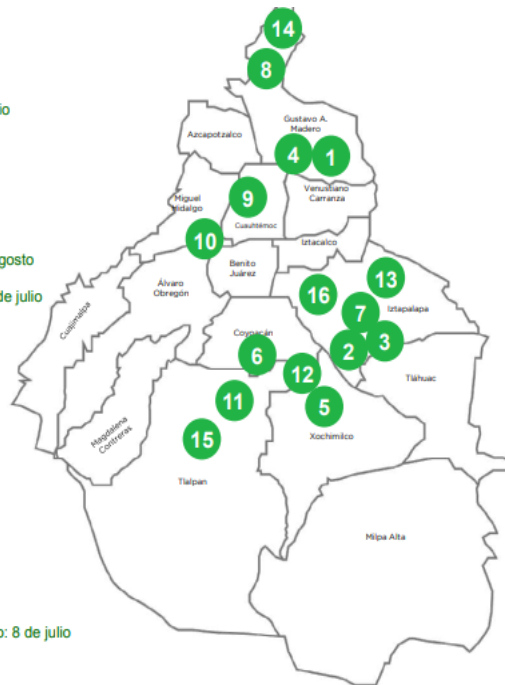 14
8
io
Gustavo A.
Madero
Azcapotzalco
4
1
Miguel
Hidalgo
9
Venustiano
Carranza
Cuauhtémoc
10
Iztacalco
gosto
Benito
Juárez
13
Álvaro
Obregón
16
de julio
7
Iztapalapa
Cuajimalpa
Coyoacán
2
3
6
12
Tláhuac
11
5
Magdalena
Contreras
15
Xochimilco
Tlalpan
Milpa Alta
o: 8 de julio